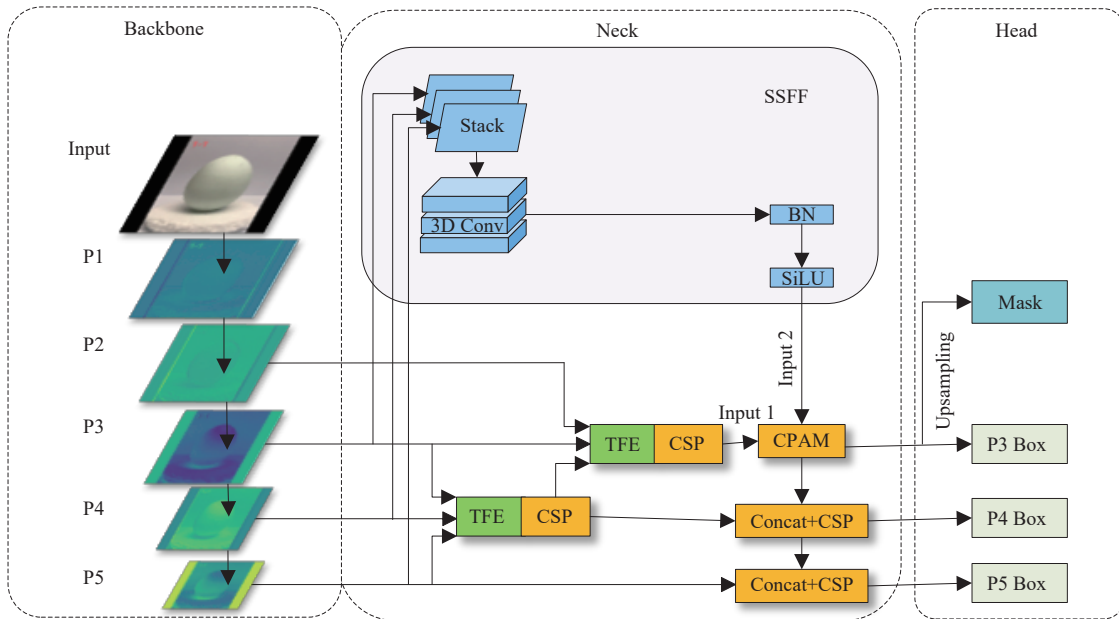 Backbone
Neck
Head
SSFF
Stack
Input
3D Conv
BN
P1
SiLU
Mask
P2
Input 2
Upsampling
Input 1
P3
TFE
CSP
CPAM
P3 Box
P4
TFE
CSP
Concat+CSP
P4 Box
P5
Concat+CSP
P5 Box